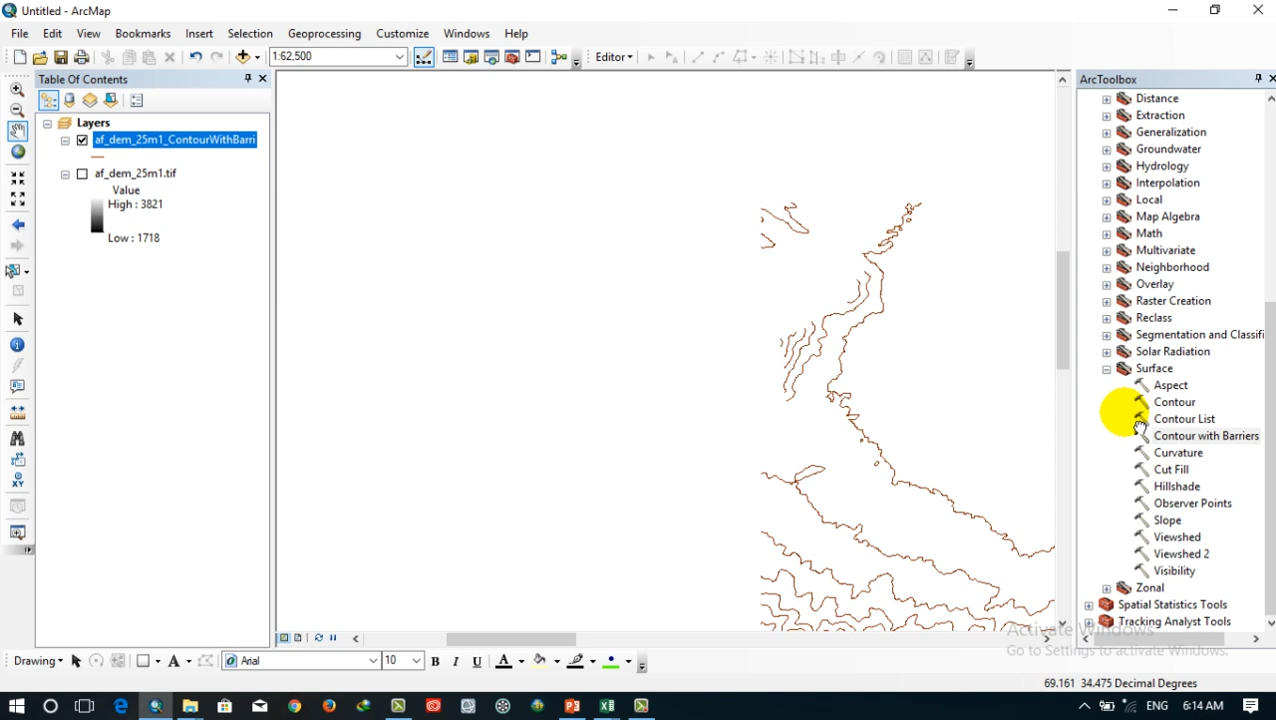 Untitled - ArcMap
File Edit View Bookmarks Insert Selection Geoprocessing Customize Windows Help
1:62,500 Editor
Table Of Contents
ArcToolbox
Layers
af_dem_25m1_ContourWithBarri
af_dem_25m1.tif
Value
High : 3821
Low : 1718
Distance
Extraction
Generalization
Groundwater
Hydrology
Interpolation
Local
Map Algebra
Math
Multivariate
Neighborhood
Overlay
Raster Creation
Reclass
Segmentation and Classifi
Solar Radiation
Surface
Aspect
Contour
Contour List
Contour with Barriers
Curvature
Cut Fill
Hillshade
Observer Points
Slope
Viewshed
Viewshed 2
Visibility
Zonal
Spatial Statistics Tools
Tracking Analyst Tools
Activate Windows
Go to Settings to activate Windows.
Drawing A Arial 10 B I U A
69.161 34.475 Decimal Degrees
ENG 6:14 AM